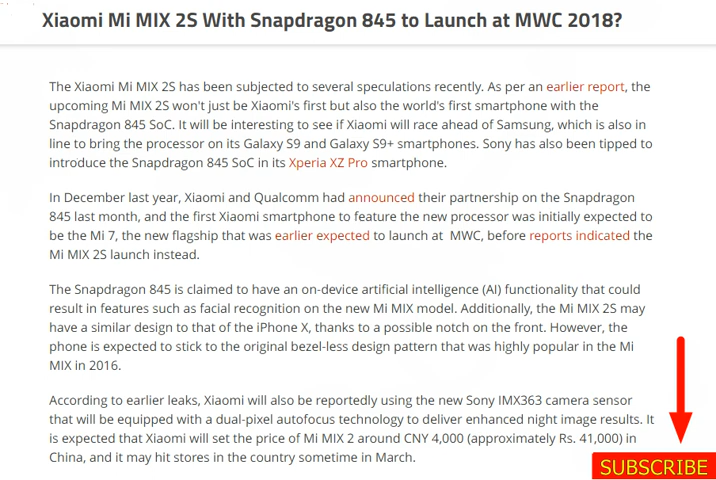 Xiaomi Mi MIX 2S With Snapdragon 845 to Launch at MWC 2018?
The Xiaomi Mi MIX 2S has been subjected to several speculations recently. As per an earlier report, the
upcoming Mi MIX 2S won't just be Xiaomi's first but also the world's first smartphone with the
Snapdragon 845 SoC. It will be interesting to see if Xiaomi will race ahead of Samsung, which is also in
line to bring the processor on its Galaxy S9 and Galaxy S9+ smartphones. Sony has also been tipped to
introduce the Snapdragon 845 SoC in its Xperia XZ Pro smartphone.
In December last year, Xiaomi and Qualcomm had announced their partnership on the Snapdragon
845 last month, and the first Xiaomi smartphone to feature the new processor was initially expected to
be the Mi 7, the new flagship that was earlier expected to launch at MWC, before reports indicated the
Mi MIX 2S launch instead.
The Snapdragon 845 is claimed to have an on-device artificial intelligence (AI) functionality that could
result in features such as facial recognition on the new Mi MIX model. Additionally, the Mi MIX 2S may
have a similar design to that of the iPhone X, thanks to a possible notch on the front. However, the
phone is expected to stick to the original bezel-less design pattern that was highly popular in the Mi
MIX in 2016.
According to earlier leaks, Xiaomi will also be reportedly using the new Sony IMX363 camera sensor
that will be equipped with a dual-pixel autofocus technology to deliver enhanced night image results. It
is expected that Xiaomi will set the price of Mi MIX 2 around CNY 4,000 (approximately Rs. 41,000) in
China, and it may hit stores in the country sometime in March.
SUBSCRIBE